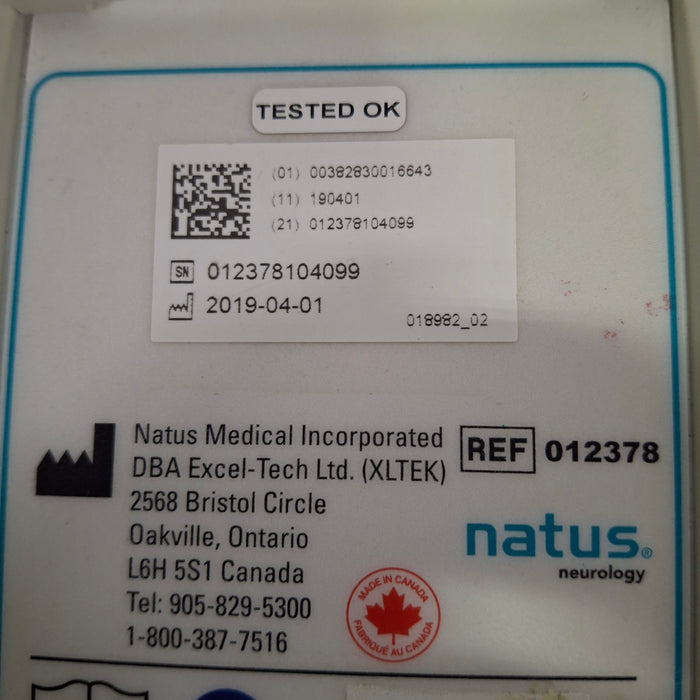 TESTED OK
(01) 00382830016643
(11) 190401
(21) 012378104099
SN 012378104099
2019-04-01
018982_02
Natus Medical Incorporated
DBA Excel-Tech Ltd. (XLTEK)
2568 Bristol Circle
Oakville, Ontario
L6H 5S1 Canada
Tel: 905-829-5300
1-800-387-7516
REF 012378
natus®
neurology
MADE IN CANADA
FABRIQUÉ AU CANADA